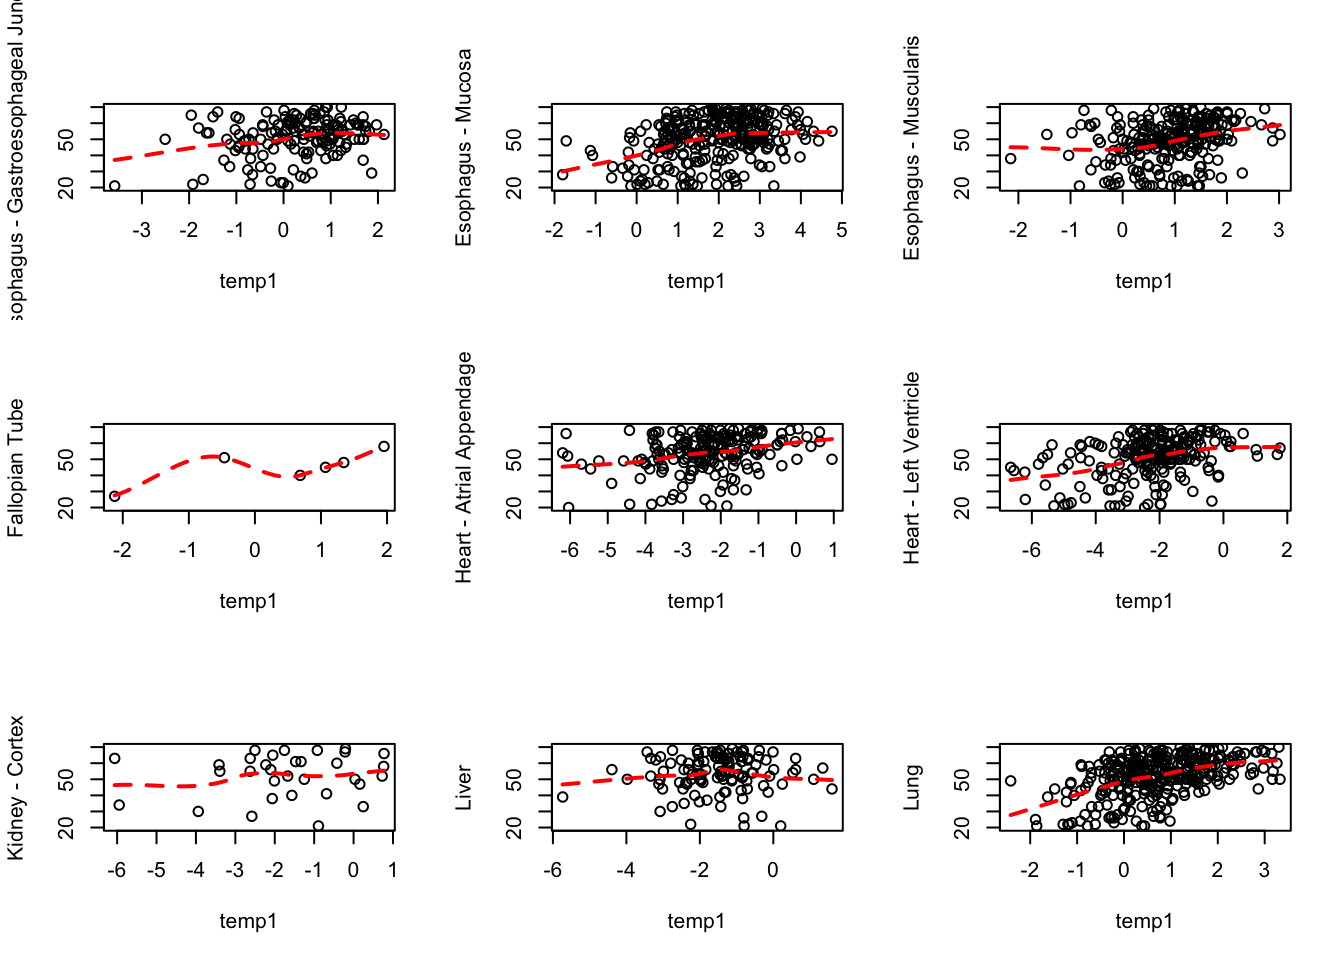 sophagus - Gastroesophageal Jun
20 50
-3 -2 -1 0 1 2
temp1
Esophagus - Mucosa
20 50
-2 -1 0 1 2 3 4 5
temp1
Esophagus - Muscularis
20 50
-2 -1 0 1 2 3
temp1
Fallopian Tube
20 50
-2 -1 0 1 2
temp1
Heart - Atrial Appendage
20 50
-6 -5 -4 -3 -2 -1 0 1
temp1
Heart - Left Ventricle
20 50
-6 -4 -2 0 2
temp1
Kidney - Cortex
20 50
-6 -5 -4 -3 -2 -1 0 1
temp1
Liver
20 50
-6 -4 -2 0
temp1
Lung
20 50
-2 -1 0 1 2 3
temp1